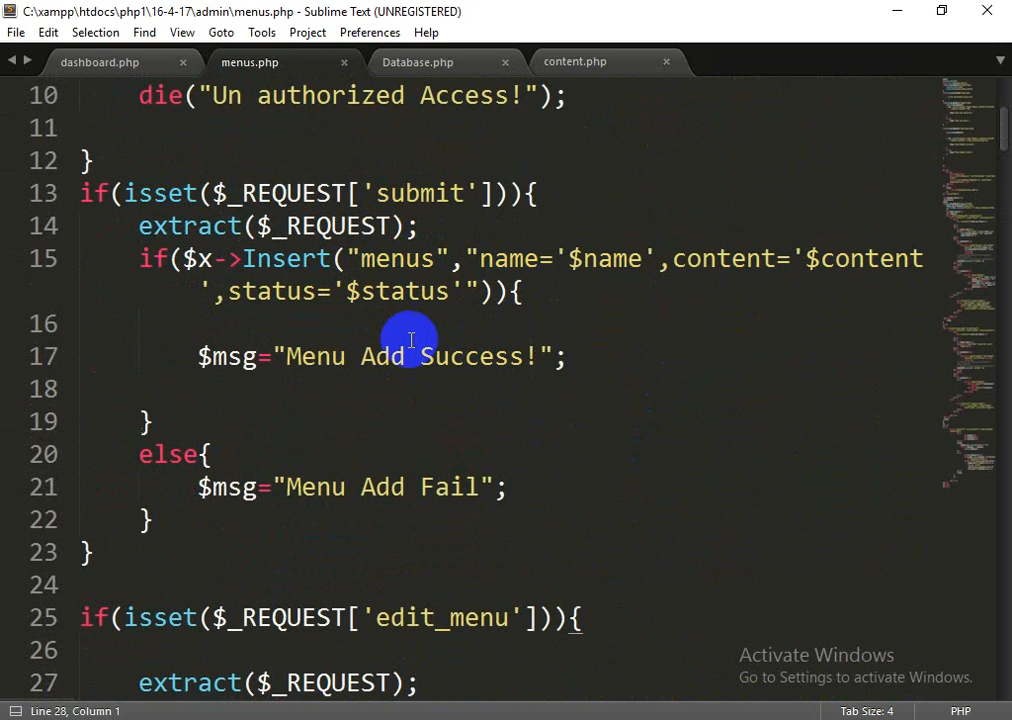 C:\xampp\htdocs\php1\16-4-17\admin\menus.php - Sublime Text (UNREGISTERED)
File Edit Selection Find View Goto Tools Project Preferences Help
dashboard.php × menus.php × Database.php × content.php ×
10 die("Un authorized Access!");
11
12 }
13 if(isset($_REQUEST['submit'])){
14 extract($_REQUEST);
15 if($x->Insert("menus","name='$name',content='$content
',status='$status'")){
16
17 $msg="Menu Add Success!";
18
19 }
20 else{
21 $msg="Menu Add Fail";
22 }
23 }
24
25 if(isset($_REQUEST['edit_menu'])){
26
27 extract($_REQUEST);
Activate Windows
Go to Settings to activate Windows.
Line 28, Column 1 Tab Size: 4 PHP